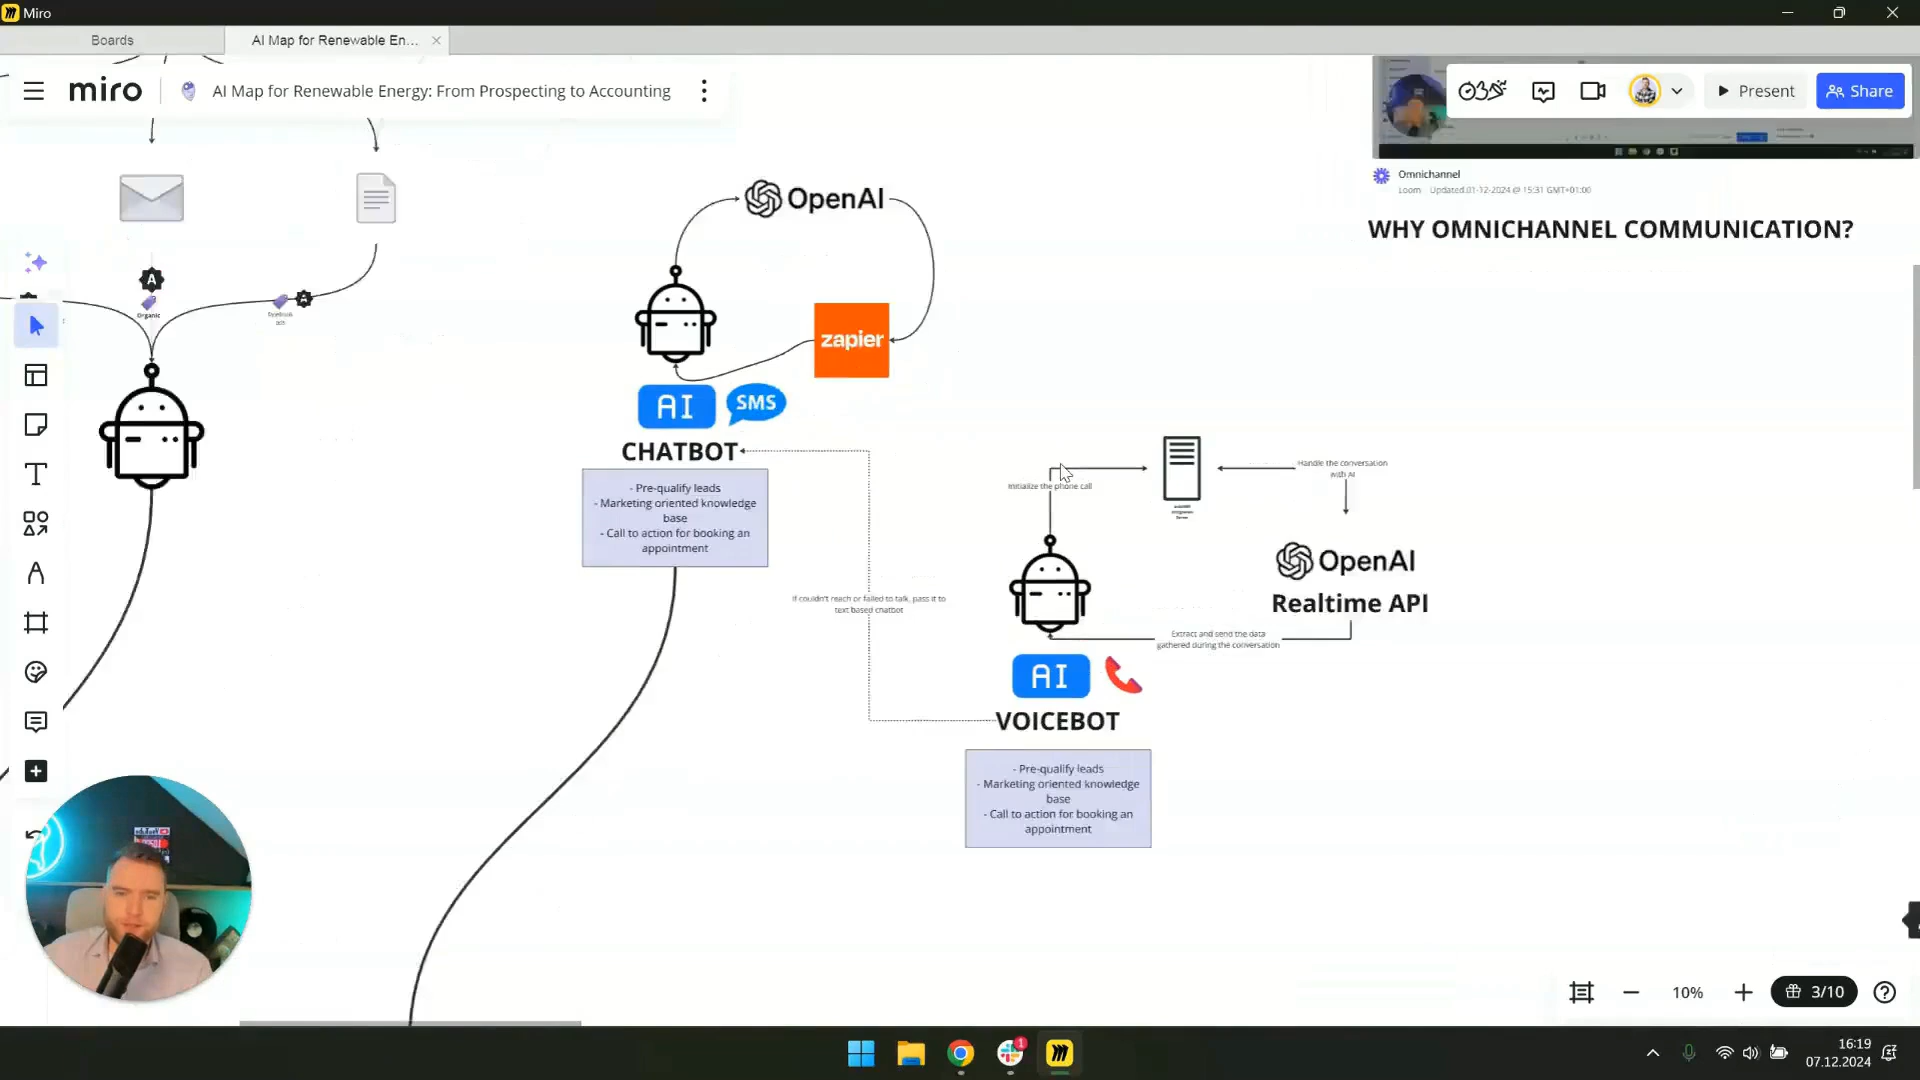 Miro
Boards
AI Map for Renewable En...
miro
AI Map for Renewable Energy: From Prospecting to Accounting
Present
Share
Omnichannel
Loom Updated 01-12-2024 @ 15:31 GMT+01:00
WHY OMNICHANNEL COMMUNICATION?
A
Organic
A
OpenAI
zapier
AI
SMS
CHATBOT
- Pre-qualify leads
- Marketing oriented knowledge
base
- Call to action for booking an
appointment
If couldn't reach or failed to talk, pass it to
text based chatbot
Initialize the phone call
Handle the conversation
with AI
OpenAI
Realtime API
Extract and send the data
gathered during the conversation
AI
VOICEBOT
- Pre-qualify leads
- Marketing oriented knowledge
base
- Call to action for booking an
appointment
10%
3/10
1
16:19
07.12.2024